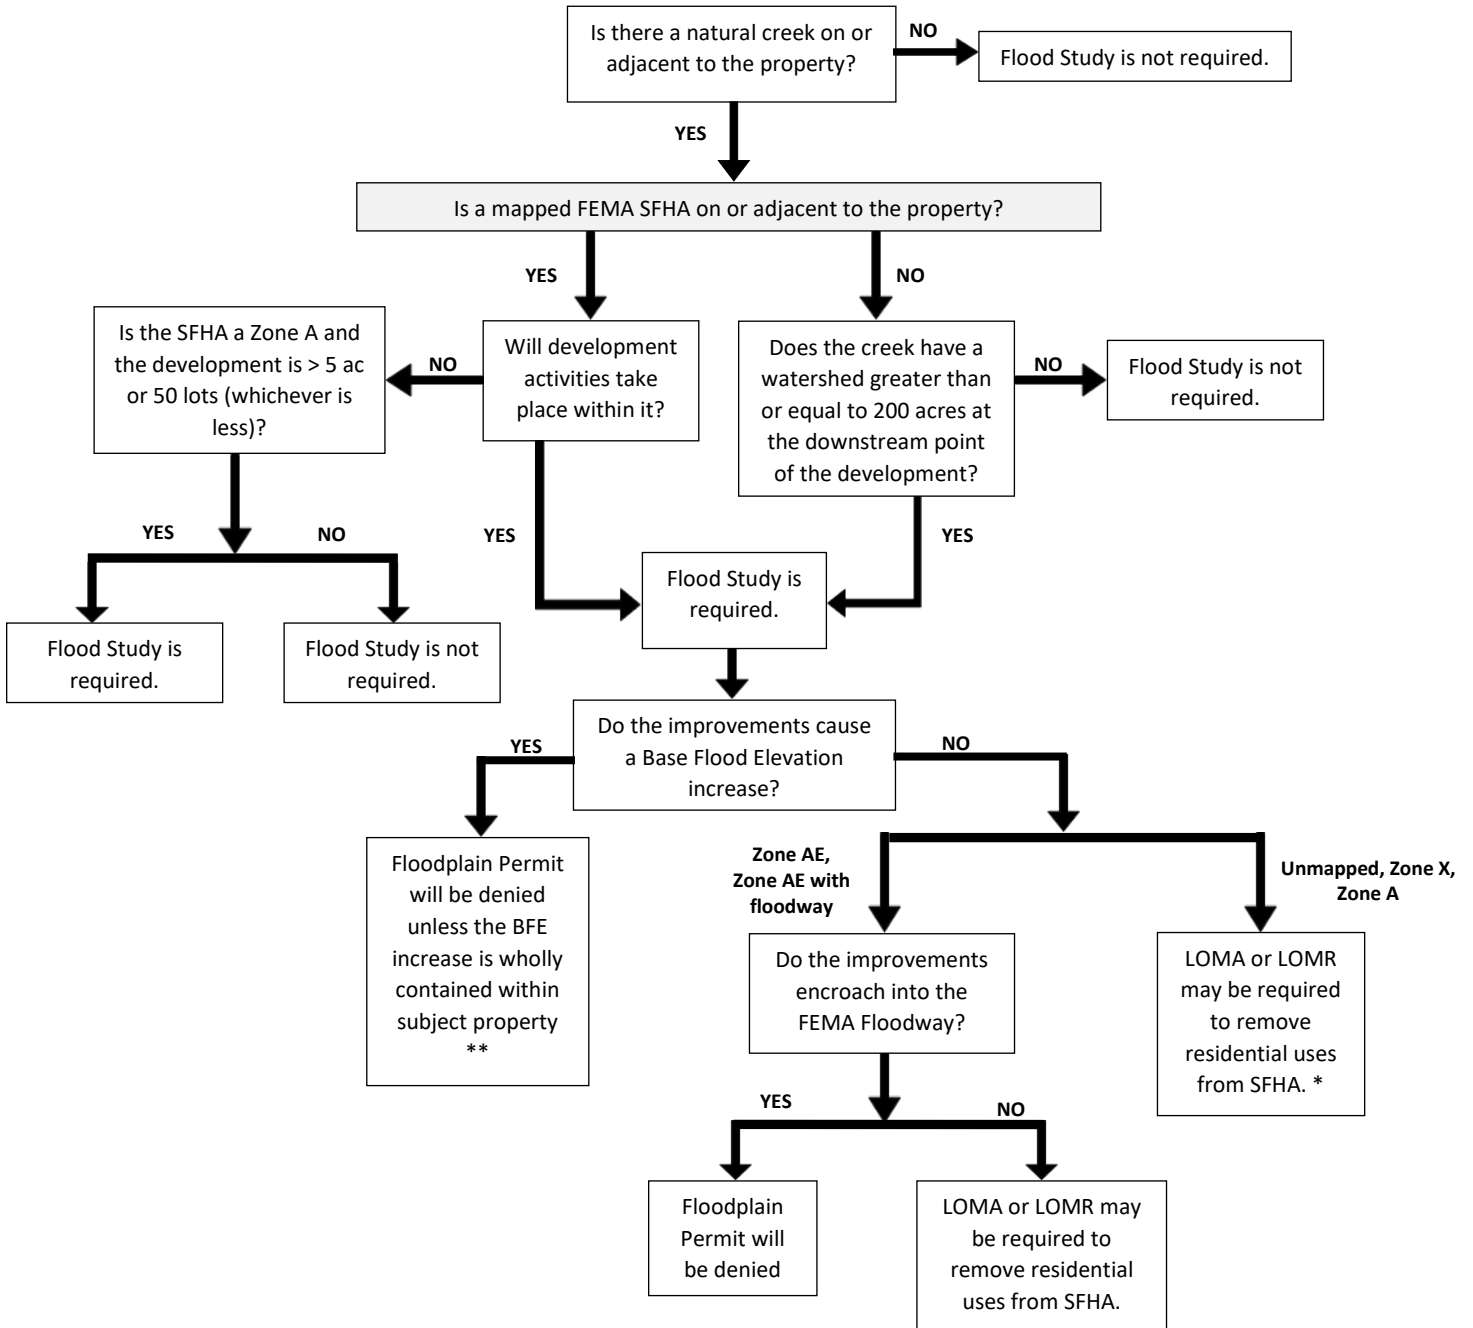 Is there a natural creek on or
adjacent to the property?
NO
Flood Study is not required.
YES
Is a mapped FEMA SFHA on or adjacent to the property?
YES
NO
Is the SFHA a Zone A and
the development is > 5 ac
or 50 lots (whichever is
less)?
NO
Will development
activities take
place within it?
Does the creek have a
watershed greater than
or equal to 200 acres at
the downstream point
of the development?
NO
Flood Study is not
required.
YES
NO
YES
YES
Flood Study is
required.
Flood Study is
required.
Flood Study is not
required.
Do the improvements cause
a Base Flood Elevation
increase?
YES
NO
Floodplain Permit
will be denied
unless the BFE
increase is wholly
contained within
subject property
**
Zone AE,
Zone AE with
floodway
Unmapped, Zone X,
Zone A
Do the improvements
encroach into the
FEMA Floodway?
LOMA or LOMR
may be required
to remove
residential uses
from SFHA. *
YES
NO
Floodplain
Permit will
be denied
LOMA or LOMR may
be required to
remove residential
uses from SFHA.